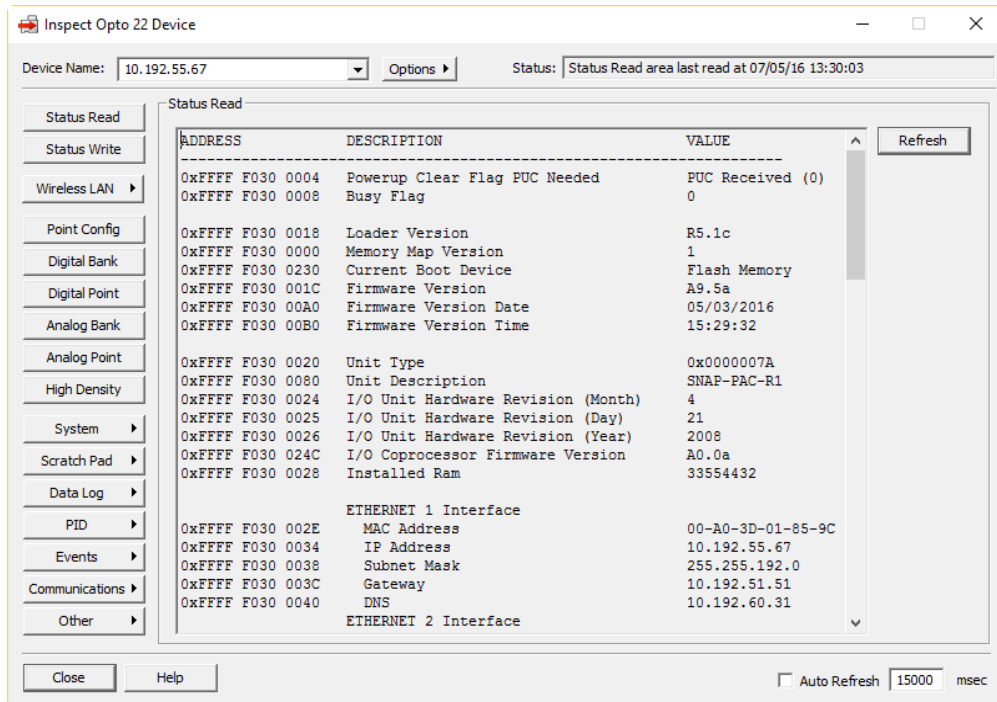 Inspect Opto 22 Device
Device Name: 10.192.55.67 Options Status: Status Read area last read at 07/05/16 13:30:03
Status Read
Status Write
Wireless LAN
Point Config
Digital Bank
Digital Point
Analog Bank
Analog Point
High Density
System
Scratch Pad
Data Log
PID
Events
Communications
Other
Status Read
ADDRESS DESCRIPTION VALUE
--------------------------------------------------------------------------
0xFFFF F030 0004 Powerup Clear Flag PUC Needed PUC Received (0)
0xFFFF F030 0008 Busy Flag 0
0xFFFF F030 0018 Loader Version R5.1c
0xFFFF F030 0000 Memory Map Version 1
0xFFFF F030 0230 Current Boot Device Flash Memory
0xFFFF F030 001C Firmware Version A9.5a
0xFFFF F030 00A0 Firmware Version Date 05/03/2016
0xFFFF F030 00B0 Firmware Version Time 15:29:32
0xFFFF F030 0020 Unit Type 0x0000007A
0xFFFF F030 0080 Unit Description SNAP-PAC-R1
0xFFFF F030 0024 I/O Unit Hardware Revision (Month) 4
0xFFFF F030 0025 I/O Unit Hardware Revision (Day) 21
0xFFFF F030 0026 I/O Unit Hardware Revision (Year) 2008
0xFFFF F030 024C I/O Coprocessor Firmware Version A0.0a
0xFFFF F030 0028 Installed Ram 33554432
ETHERNET 1 Interface
0xFFFF F030 002E MAC Address 00-A0-3D-01-85-9C
0xFFFF F030 0034 IP Address 10.192.55.67
0xFFFF F030 0038 Subnet Mask 255.255.192.0
0xFFFF F030 003C Gateway 10.192.51.51
0xFFFF F030 0040 DNS 10.192.60.31
ETHERNET 2 Interface
Refresh
Close Help Auto Refresh 15000 msec